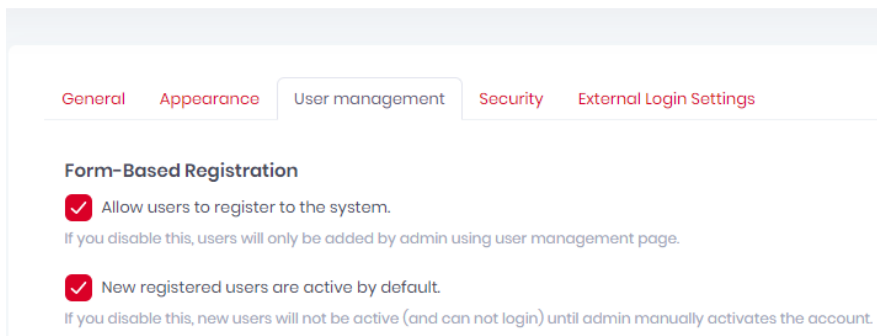 General Appearance User management Security External Login Settings
Form-Based Registration
Allow users to register to the system.
If you disable this, users will only be added by admin using user management page.
New registered users are active by default.
If you disable this, new users will not be active (and can not login) until admin manually activates the account.